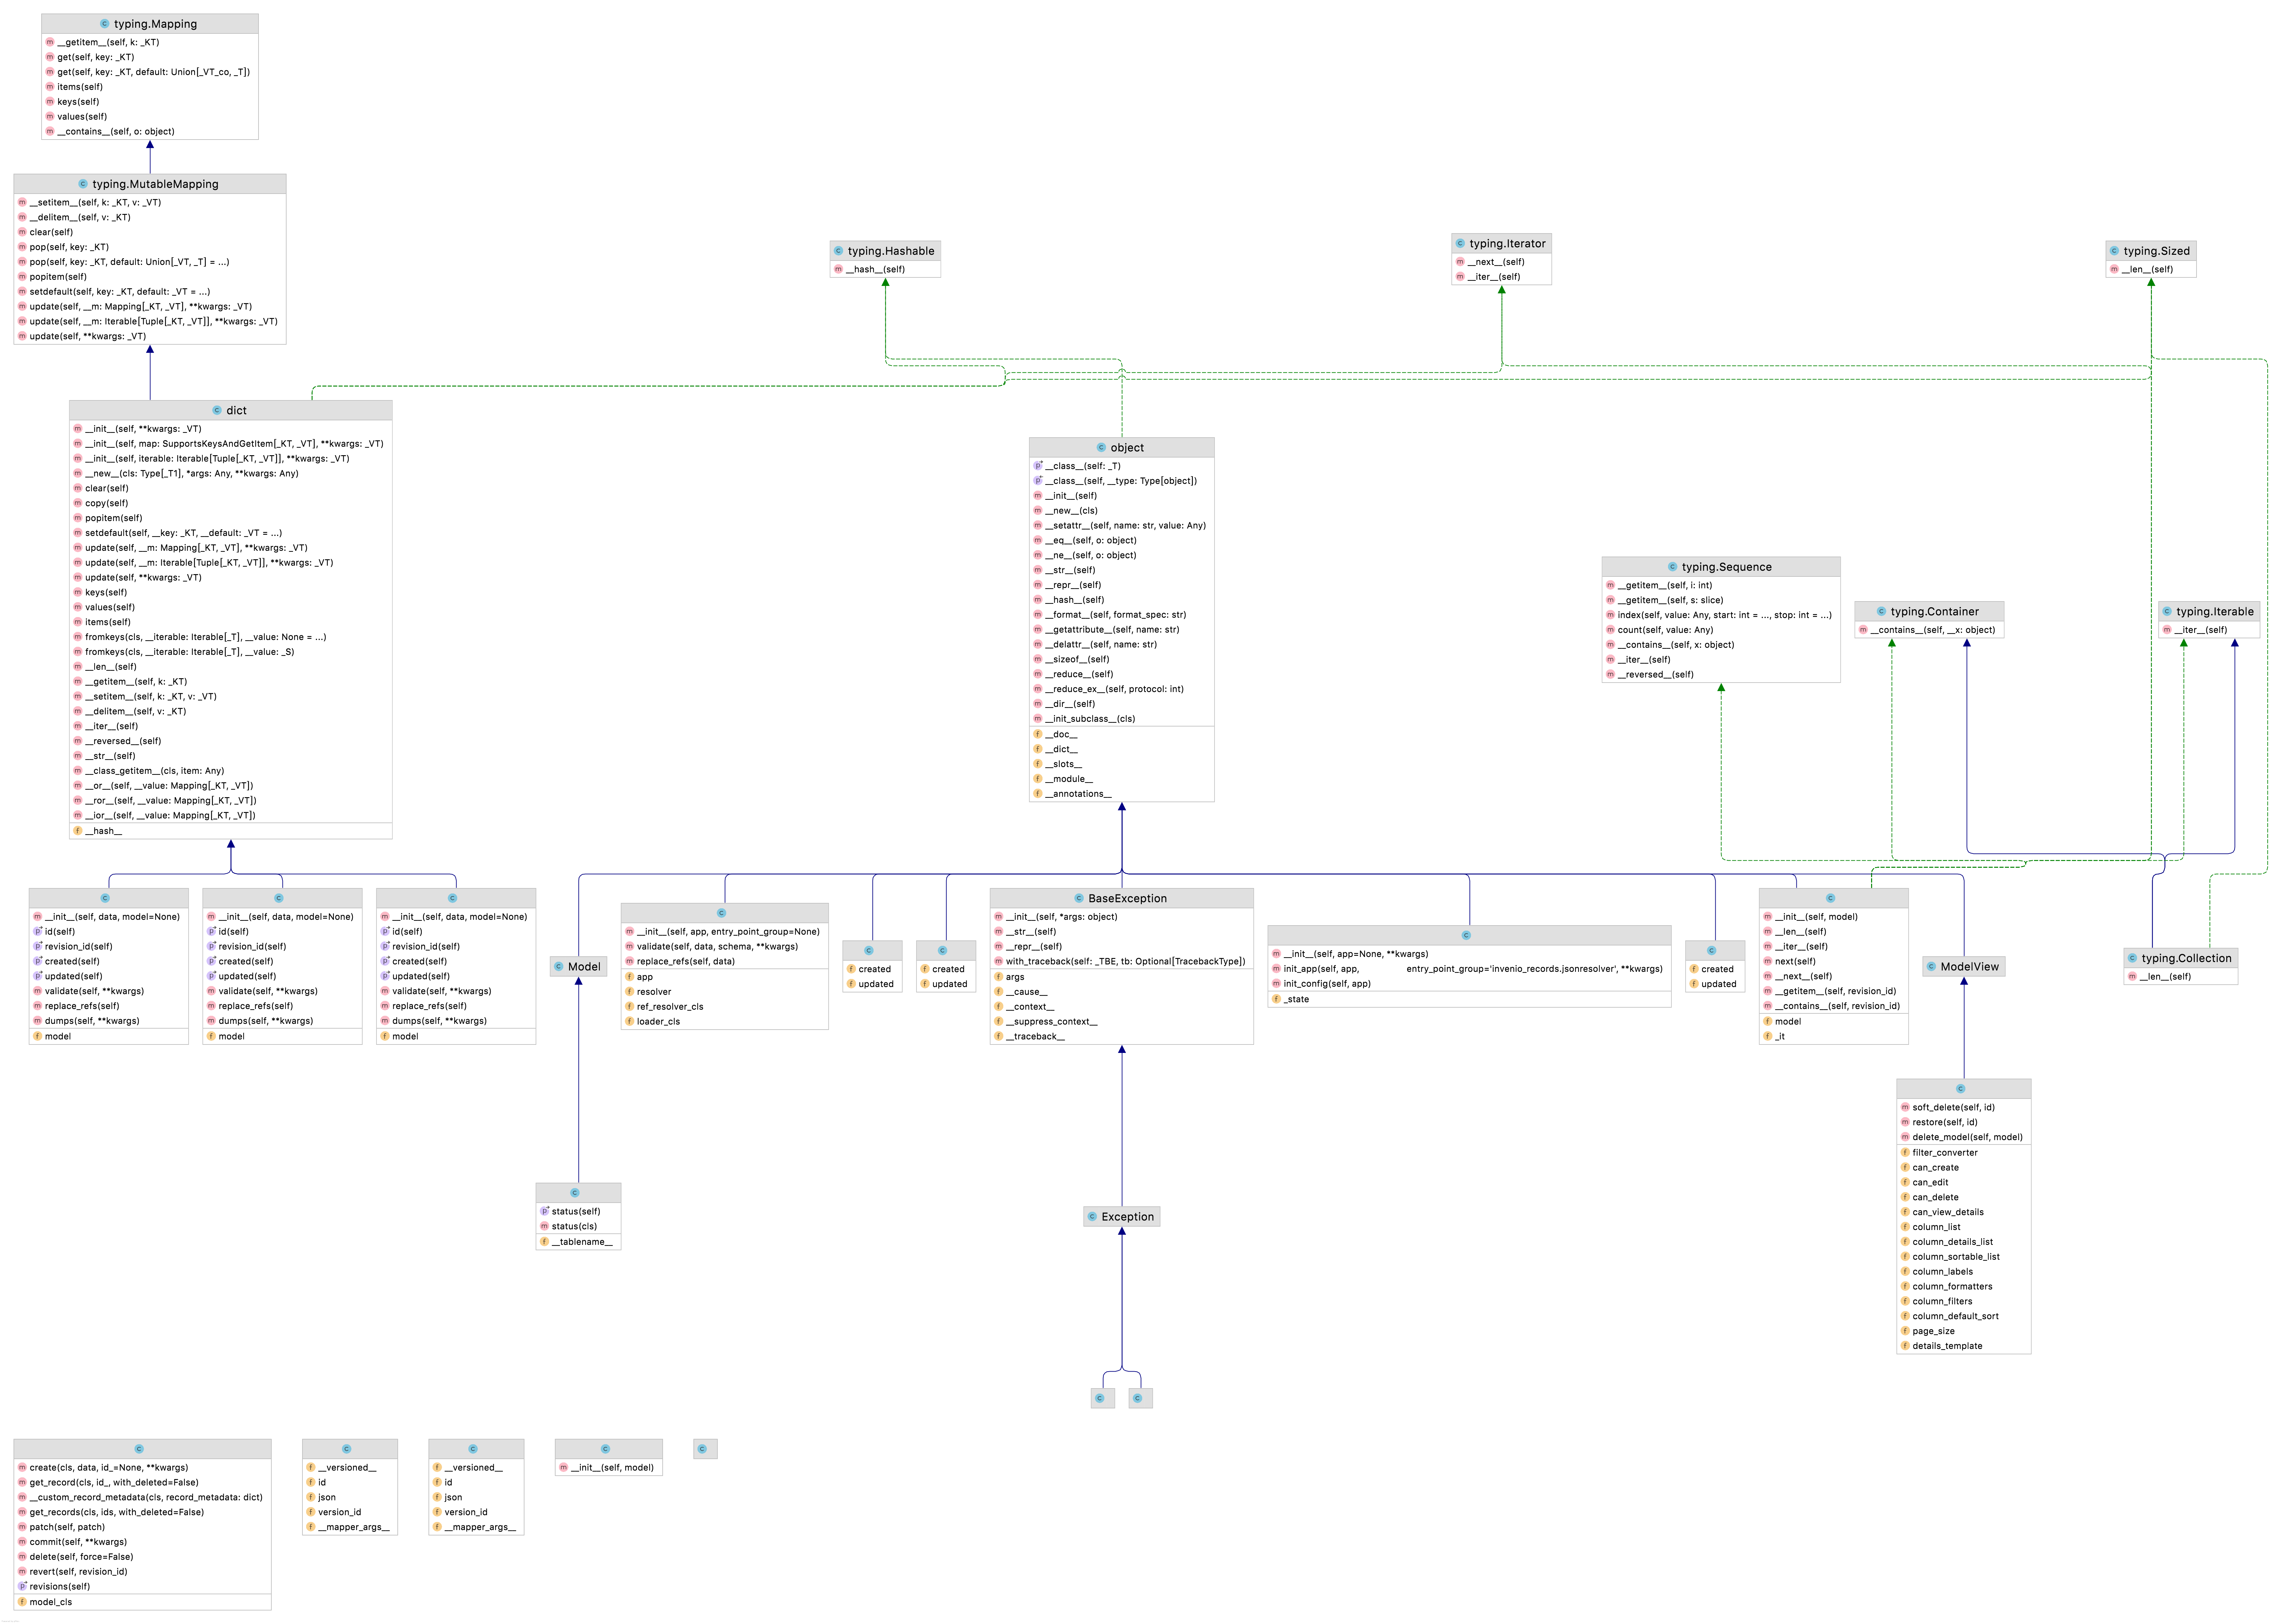 typing.Mapping
__getitem__(self, k: _KT)
get(self, key: _KT)
get(self, key: _KT, default: Union[_VT_co, _T])
items(self)
keys(self)
values(self)
__contains__(self, o: object)
typing.MutableMapping
__setitem__(self, k: _KT, v: _VT)
__delitem__(self, v: _KT)
clear(self)
pop(self, key: _KT)
pop(self, key: _KT, default: Union[_VT, _T] = ...)
popitem(self)
setdefault(self, key: _KT, default: _VT = ...)
update(self, __m: Mapping[_KT, _VT], **kwargs: _VT)
update(self, __m: Iterable[Tuple[_KT, _VT]], **kwargs: _VT)
update(self, **kwargs: _VT)
typing.Hashable
__hash__(self)
typing.Iterator
__next__(self)
__iter__(self)
typing.Sized
__len__(self)
dict
__init__(self, **kwargs: _VT)
__init__(self, map: SupportsKeysAndGetItem[_KT, _VT], **kwargs: _VT)
__init__(self, iterable: Iterable[Tuple[_KT, _VT]], **kwargs: _VT)
__new__(cls: Type[_T1], *args: Any, **kwargs: Any)
clear(self)
copy(self)
popitem(self)
setdefault(self, __key: _KT, __default: _VT = ...)
update(self, __m: Mapping[_KT, _VT], **kwargs: _VT)
update(self, __m: Iterable[Tuple[_KT, _VT]], **kwargs: _VT)
update(self, **kwargs: _VT)
keys(self)
values(self)
items(self)
fromkeys(cls, __iterable: Iterable[_T], __value: None = ...)
fromkeys(cls, __iterable: Iterable[_T], __value: _S)
__len__(self)
__getitem__(self, k: _KT)
__setitem__(self, k: _KT, v: _VT)
__delitem__(self, v: _KT)
__iter__(self)
__reversed__(self)
__str__(self)
__class_getitem__(cls, item: Any)
__or__(self, __value: Mapping[_KT, _VT])
__ror__(self, __value: Mapping[_KT, _VT])
__ior__(self, __value: Mapping[_KT, _VT])
__hash__
object
__class__(self: _T)
__class__(self, __type: Type[object])
__init__(self)
__new__(cls)
__setattr__(self, name: str, value: Any)
__eq__(self, o: object)
__ne__(self, o: object)
__str__(self)
__repr__(self)
__hash__(self)
__format__(self, format_spec: str)
__getattribute__(self, name: str)
__delattr__(self, name: str)
__sizeof__(self)
__reduce__(self)
__reduce_ex__(self, protocol: int)
__dir__(self)
__init_subclass__(cls)
__doc__
__dict__
__slots__
__module__
__annotations__
typing.Sequence
__getitem__(self, i: int)
__getitem__(self, s: slice)
index(self, value: Any, start: int = ..., stop: int = ...)
count(self, value: Any)
__contains__(self, x: object)
__iter__(self)
__reversed__(self)
typing.Container
__contains__(self, __x: object)
typing.Iterable
__iter__(self)
__init__(self, data, model=None)
id(self)
revision_id(self)
created(self)
updated(self)
validate(self, **kwargs)
replace_refs(self)
dumps(self, **kwargs)
model
__init__(self, data, model=None)
id(self)
revision_id(self)
created(self)
updated(self)
validate(self, **kwargs)
replace_refs(self)
dumps(self, **kwargs)
model
__init__(self, data, model=None)
id(self)
revision_id(self)
created(self)
updated(self)
validate(self, **kwargs)
replace_refs(self)
dumps(self, **kwargs)
model
Model
__init__(self, app, entry_point_group=None)
validate(self, data, schema, **kwargs)
replace_refs(self, data)
app
resolver
ref_resolver_cls
loader_cls
created
updated
created
updated
BaseException
__init__(self, *args: object)
__str__(self)
__repr__(self)
with_traceback(self: _TBE, tb: Optional[TracebackType])
args
__cause__
__context__
__suppress_context__
__traceback__
__init__(self, app=None, **kwargs)
init_app(self, app, entry_point_group='invenio_records.jsonresolver', **kwargs)
init_config(self, app)
_state
created
updated
__init__(self, model)
__len__(self)
__iter__(self)
next(self)
__next__(self)
__getitem__(self, revision_id)
__contains__(self, revision_id)
model
_it
ModelView
typing.Collection
__len__(self)
soft_delete(self, id)
restore(self, id)
delete_model(self, model)
filter_converter
can_create
can_edit
can_delete
can_view_details
column_list
column_details_list
column_sortable_list
column_labels
column_formatters
column_filters
column_default_sort
page_size
details_template
status(self)
status(cls)
__tablename__
Exception
create(cls, data, id_=None, **kwargs)
get_record(cls, id_, with_deleted=False)
__custom_record_metadata(cls, record_metadata: dict)
get_records(cls, ids, with_deleted=False)
patch(self, patch)
commit(self, **kwargs)
delete(self, force=False)
revert(self, revision_id)
revisions(self)
model_cls
__versioned__
id
json
version_id
__mapper_args__
__versioned__
id
json
version_id
__mapper_args__
__init__(self, model)